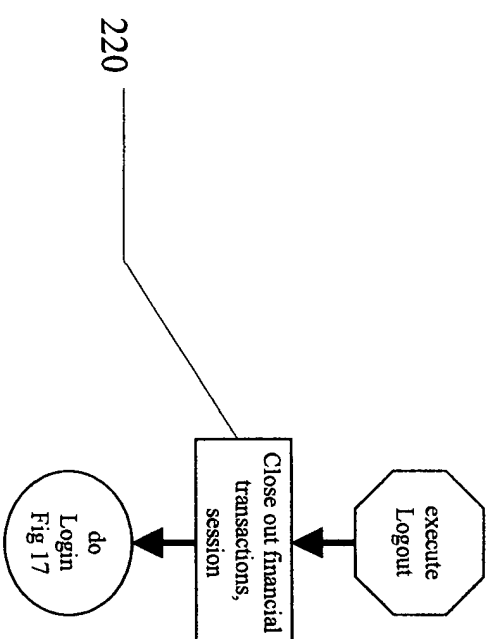 execute
Logout
Close out financial
transactions,
session
do
Login
Fig 17
220